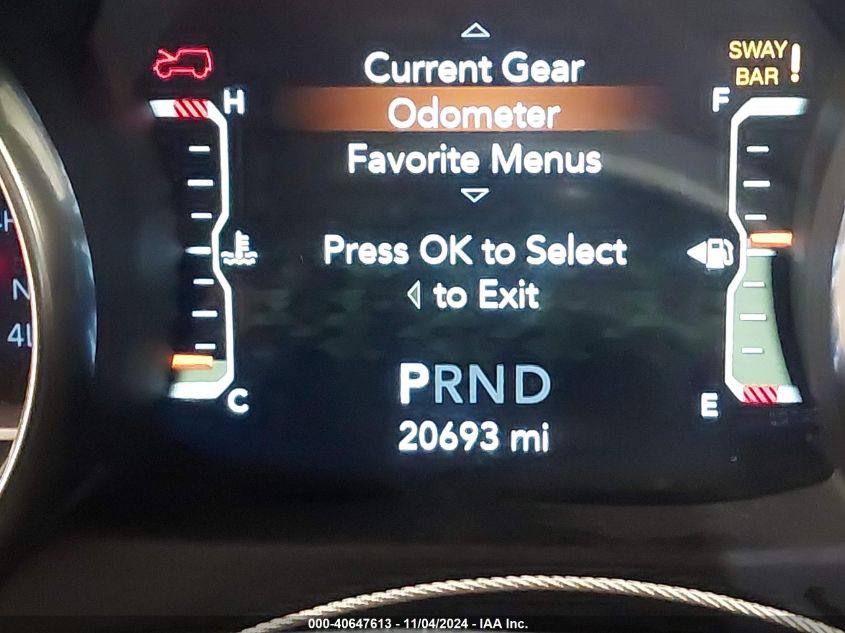 SWAY
BAR !
Current Gear
H
Odometer
F
Favorite Menus
Press OK to Select
to Exit
N
C
PRND
E
20693 mi
000-40647613 - 11/04/2024 - IAA Inc.